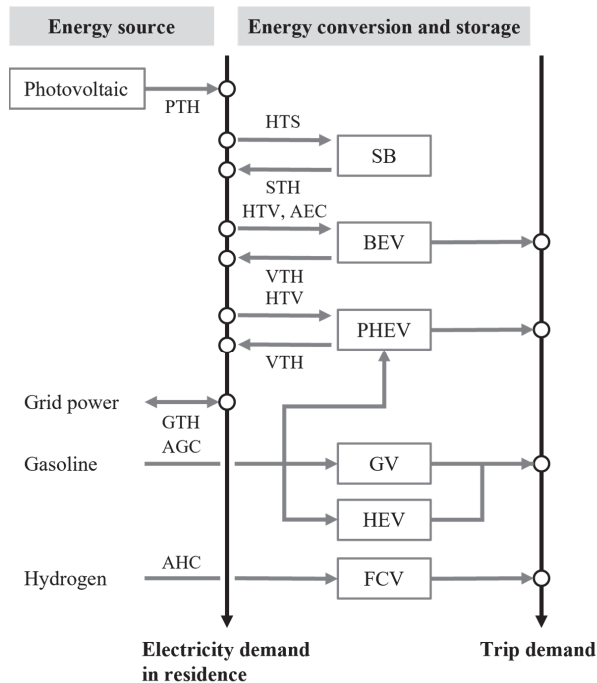 Energy source
Energy conversion and storage
Photovoltaic
PTH
HTS
SB
STH
HTV, AEC
BEV
VTH
HTV
PHEV
VTH
Grid power
GTH
AGC
Gasoline
GV
HEV
AHC
Hydrogen
FCV
Electricity demand
in residence
Trip demand